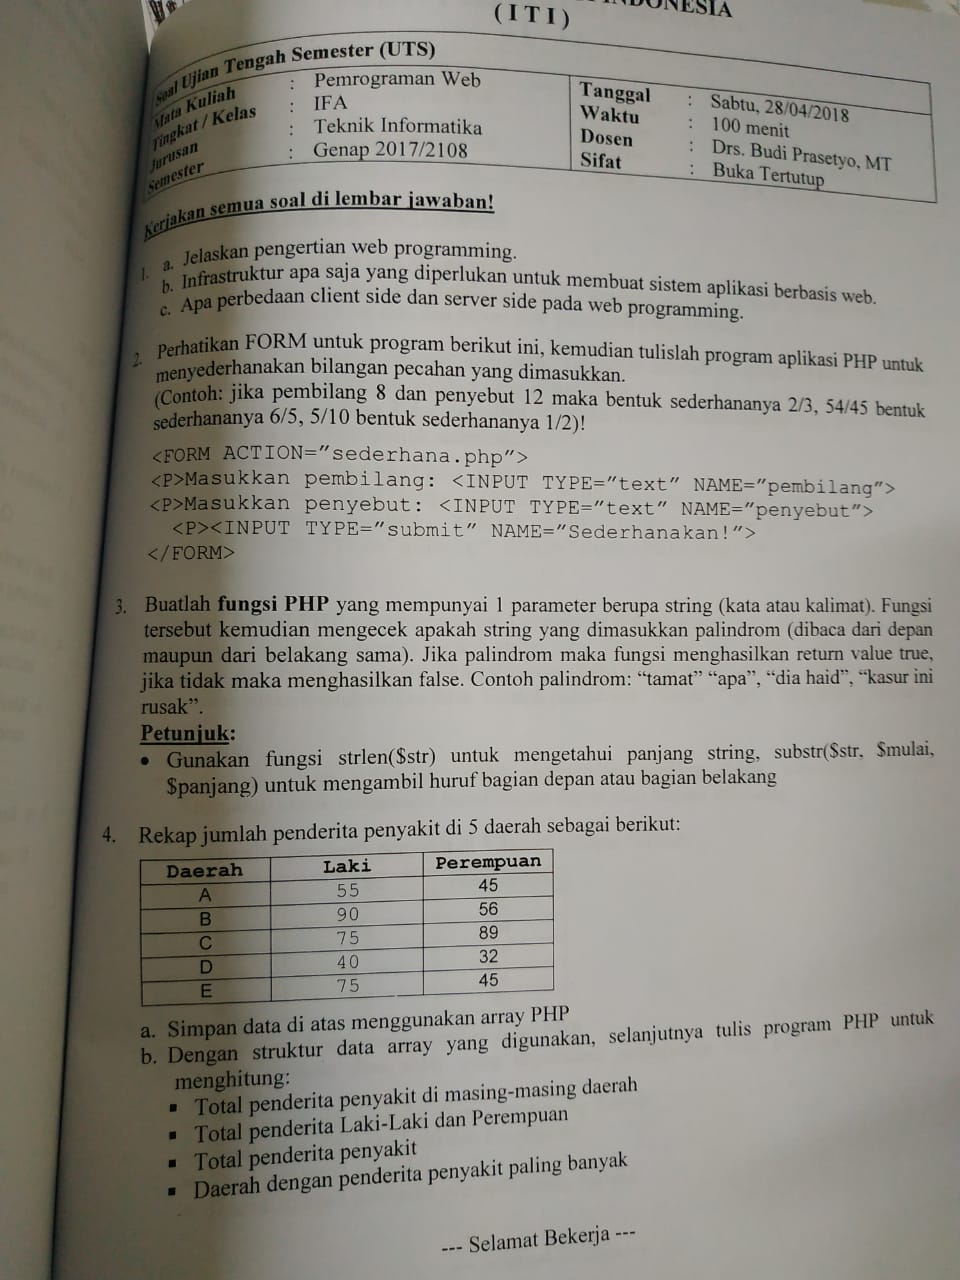 INDONESIA
(ITI)
Soal Ujian Tengah Semester (UTS)
Mata Kuliah : Pemrograman Web
Tingkat / Kelas : IFA
Jurusan : Teknik Informatika
Semester : Genap 2017/2108
Tanggal : Sabtu, 28/04/2018
Waktu : 100 menit
Dosen : Drs. Budi Prasetyo, MT
Sifat : Buka Tertutup
Kerjakan semua soal di lembar jawaban!
1. a. Jelaskan pengertian web programming.
b. Infrastruktur apa saja yang diperlukan untuk membuat sistem aplikasi berbasis web.
c. Apa perbedaan client side dan server side pada web programming.
2. Perhatikan FORM untuk program berikut ini, kemudian tulislah program aplikasi PHP untuk
menyederhanakan bilangan pecahan yang dimasukkan.
(Contoh: jika pembilang 8 dan penyebut 12 maka bentuk sederhananya 2/3, 54/45 bentuk
sederhananya 6/5, 5/10 bentuk sederhananya 1/2)!
<FORM ACTION="sederhana.php">
<P>Masukkan pembilang: <INPUT TYPE="text" NAME="pembilang">
<P>Masukkan penyebut: <INPUT TYPE="text" NAME="penyebut">
<P><INPUT TYPE="submit" NAME="Sederhanakan!">
</FORM>
3. Buatlah fungsi PHP yang mempunyai 1 parameter berupa string (kata atau kalimat). Fungsi
tersebut kemudian mengecek apakah string yang dimasukkan palindrom (dibaca dari depan
maupun dari belakang sama). Jika palindrom maka fungsi menghasilkan return value true,
jika tidak maka menghasilkan false. Contoh palindrom: “tamat” “apa”, “dia haid”, “kasur ini
rusak”.
Petunjuk:
• Gunakan fungsi strlen($str) untuk mengetahui panjang string, substr($str, $mulai,
$panjang) untuk mengambil huruf bagian depan atau bagian belakang
4. Rekap jumlah penderita penyakit di 5 daerah sebagai berikut:
Daerah Laki Perempuan
A 55 45
B 90 56
C 75 89
D 40 32
E 75 45
a. Simpan data di atas menggunakan array PHP
b. Dengan struktur data array yang digunakan, selanjutnya tulis program PHP untuk
menghitung:
▪ Total penderita penyakit di masing-masing daerah
▪ Total penderita Laki-Laki dan Perempuan
▪ Total penderita penyakit
▪ Daerah dengan penderita penyakit paling banyak
--- Selamat Bekerja ---